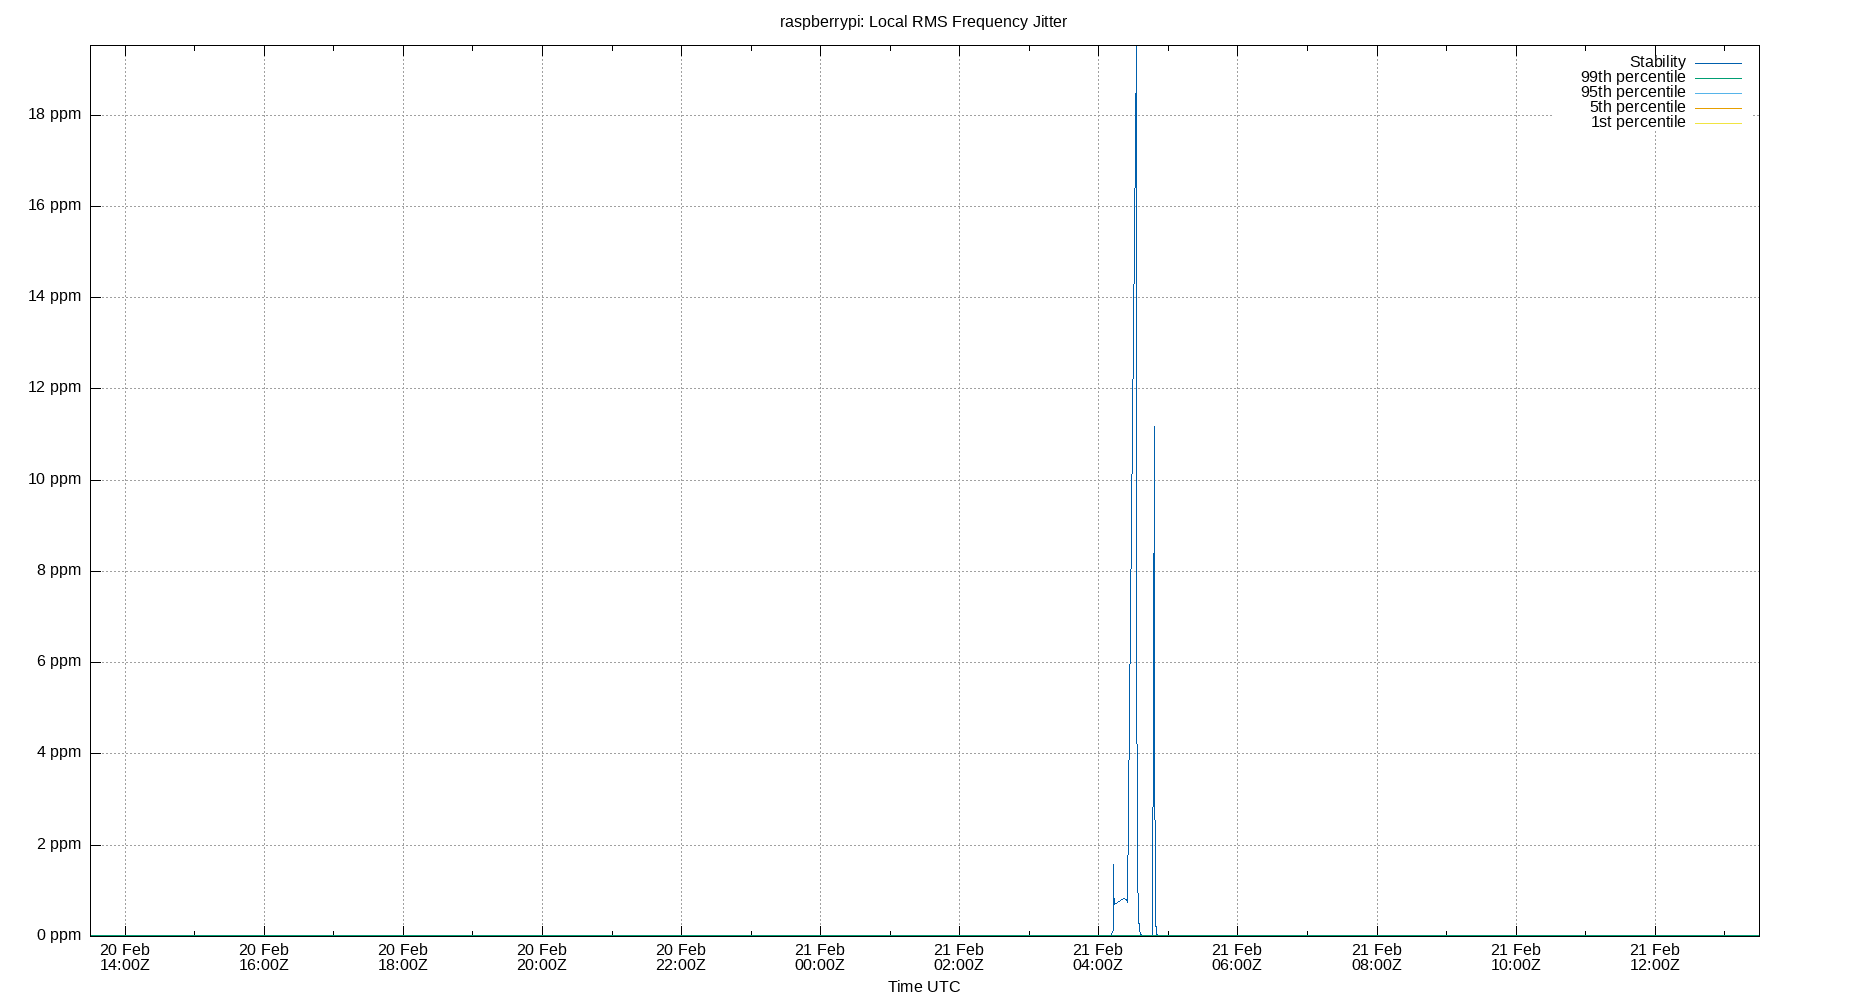 raspberrypi: Local RMS Frequency Jitter
Stability
99th percentile
95th percentile
5th percentile
1st percentile
18 ppm
16 ppm
14 ppm
12 ppm
10 ppm
8 ppm
6 ppm
4 ppm
2 ppm
0 ppm
20 Feb 20 Feb 20 Feb 20 Feb 20 Feb 21 Feb 21 Feb 21 Feb 21 Feb 21 Feb 21 Feb 21 Feb
14:00Z 16:00Z 18:00Z 20:00Z 22:00Z 00:00Z 02:00Z 04:00Z 06:00Z 08:00Z 10:00Z 12:00Z
Time UTC